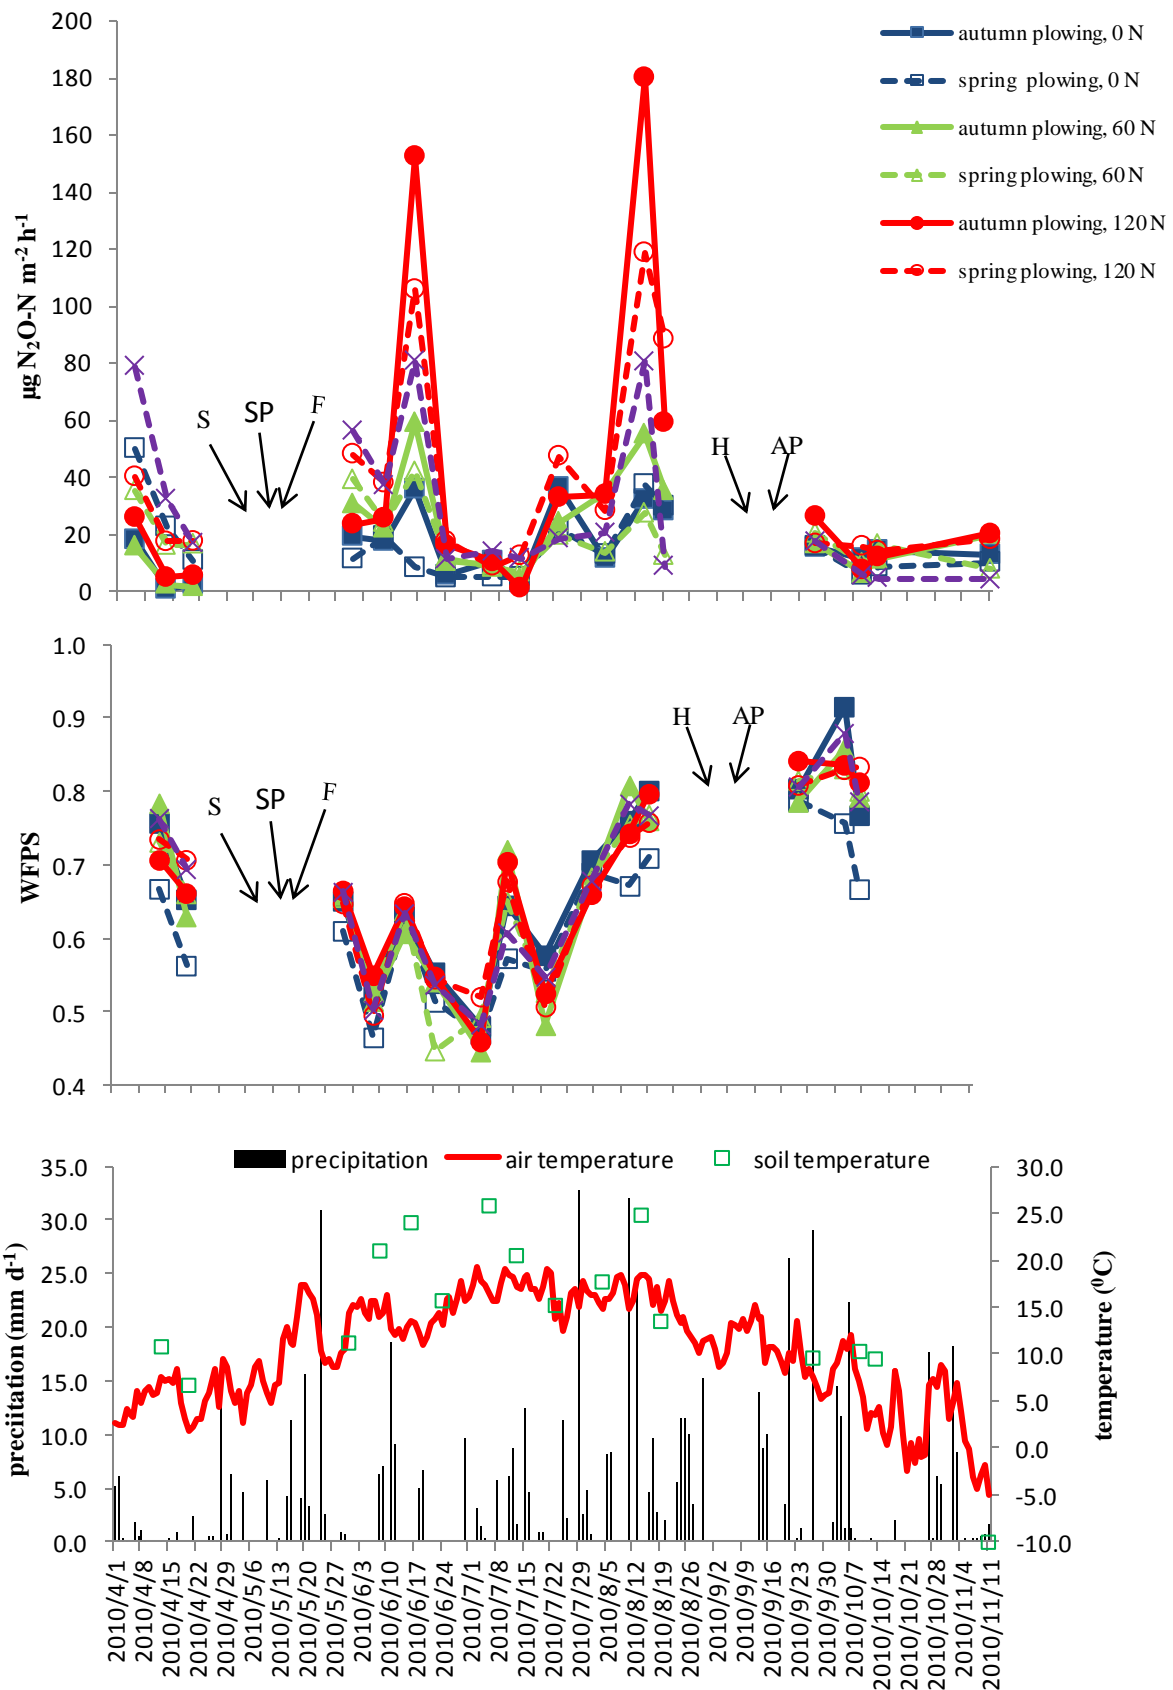 200
180
160
140
120
100
80
60
40
20
0
µg N₂O-N m⁻² h⁻¹
autumn plowing, 0 N
spring plowing, 0 N
autumn plowing, 60 N
spring plowing, 60 N
autumn plowing, 120 N
spring plowing, 120 N
S
SP
F
H
AP
1.0
0.9
0.8
0.7
0.6
0.5
0.4
WFPS
S
SP
F
H
AP
precipitation
air temperature
soil temperature
35.0
30.0
25.0
20.0
15.0
10.0
5.0
0.0
preciitation (mm d⁻¹)
30.0
25.0
20.0
15.0
10.0
5.0
0.0
-5.0
-10.0
temperature (⁰C)
2010/4/1
2010/4/8
2010/4/15
2010/4/22
2010/4/29
2010/5/6
2010/5/13
2010/5/20
2010/5/27
2010/6/3
2010/6/10
2010/6/17
2010/6/24
2010/7/1
2010/7/8
2010/7/15
2010/7/22
2010/7/29
2010/8/5
2010/8/12
2010/8/19
2010/8/26
2010/9/2
2010/9/9
2010/9/16
2010/9/23
2010/9/30
2010/10/7
2010/10/14
2010/10/21
2010/10/28
2010/11/4
2010/11/11